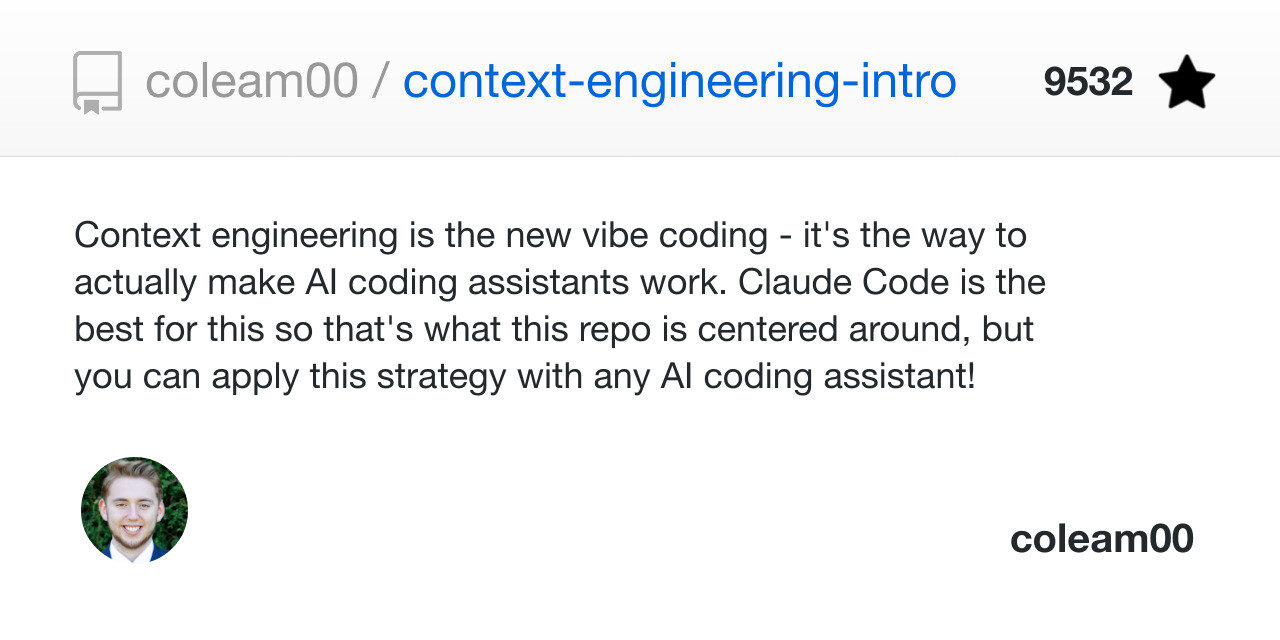 coleam00 / context-engineering-intro 9532
Context engineering is the new vibe coding - it's the way to
actually make AI coding assistants work. Claude Code is the
best for this so that's what this repo is centered around, but
you can apply this strategy with any AI coding assistant!
coleam00